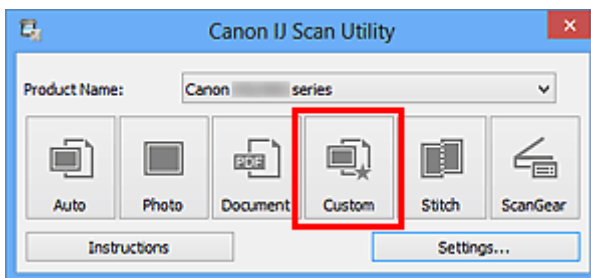 Canon IJ Scan Utility
Product Name: Canon series
PDF
Auto Photo Document Custom Stitch ScanGear
Instructions Settings...